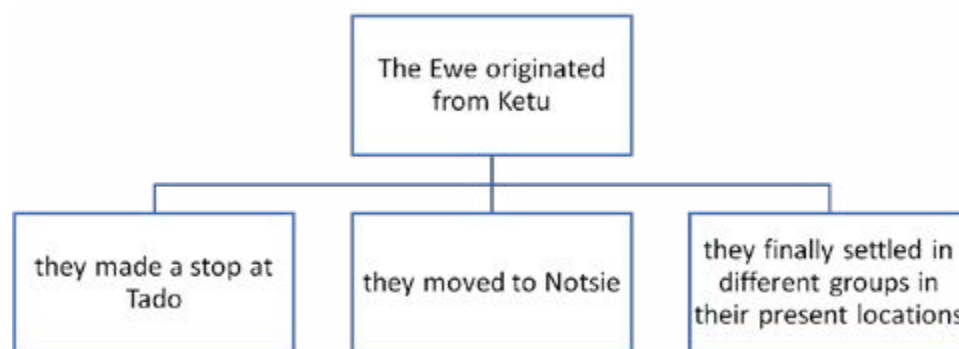 The Ewe originated
from Ketu
they made a stop at
Tado
they moved to Notsie
they finally settled in
different groups in
their present locations